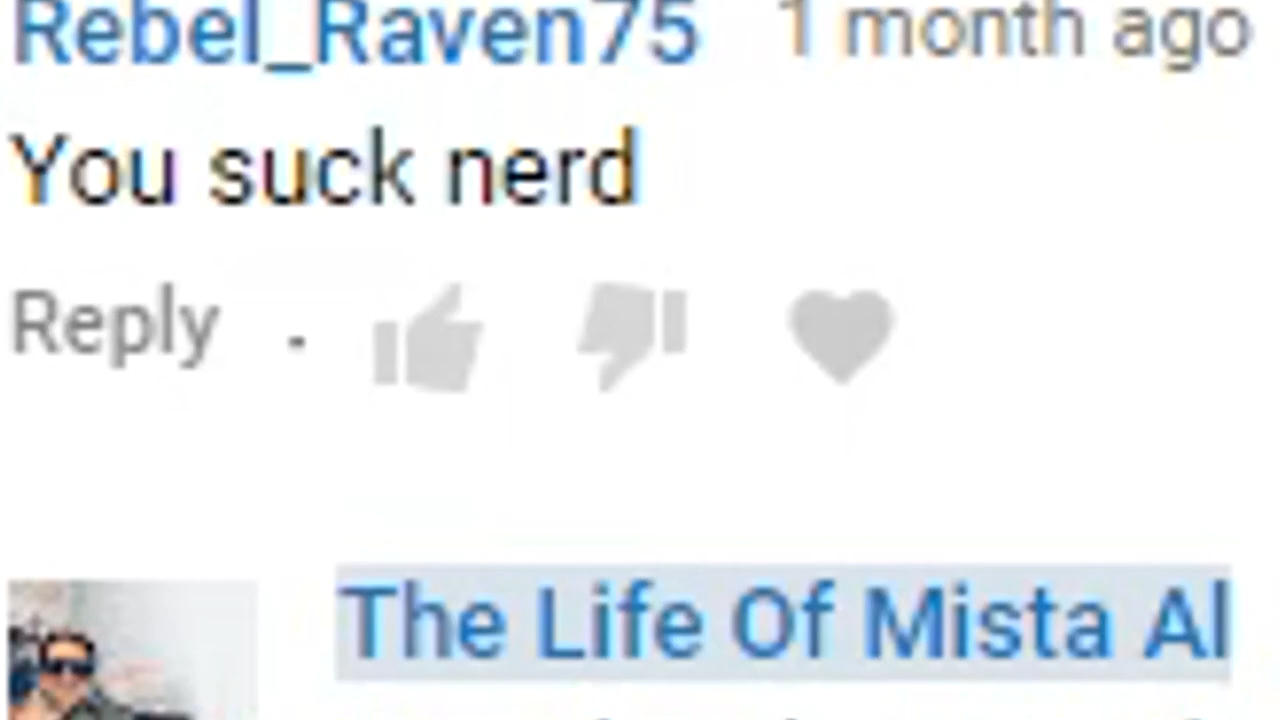 Rebel_Raven75 1 month ago
You suck nerd
Reply
The Life Of Mista Al